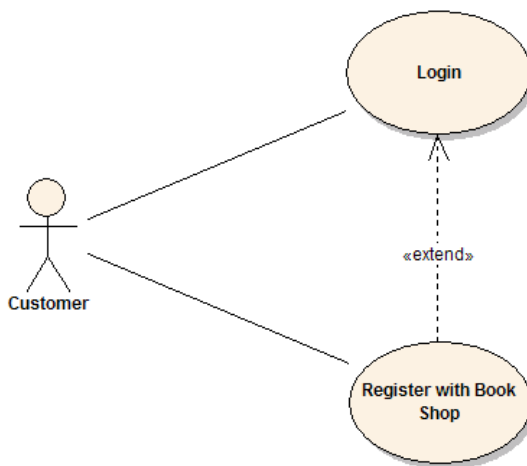 Login
Customer
«extend»
Register with Book
Shop